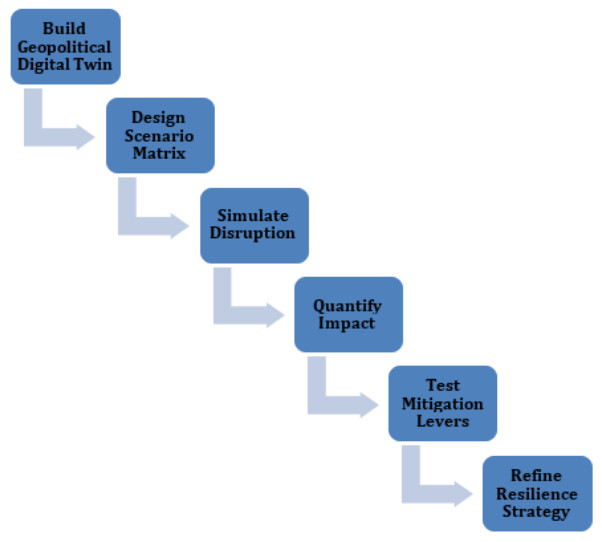 Build
Geopolitical
Digital Twin
Design
Scenario
Matrix
Simulate
Disruption
Quantify
Impact
Test
Mitigation
Levers
Refine
Resilience
Strategy